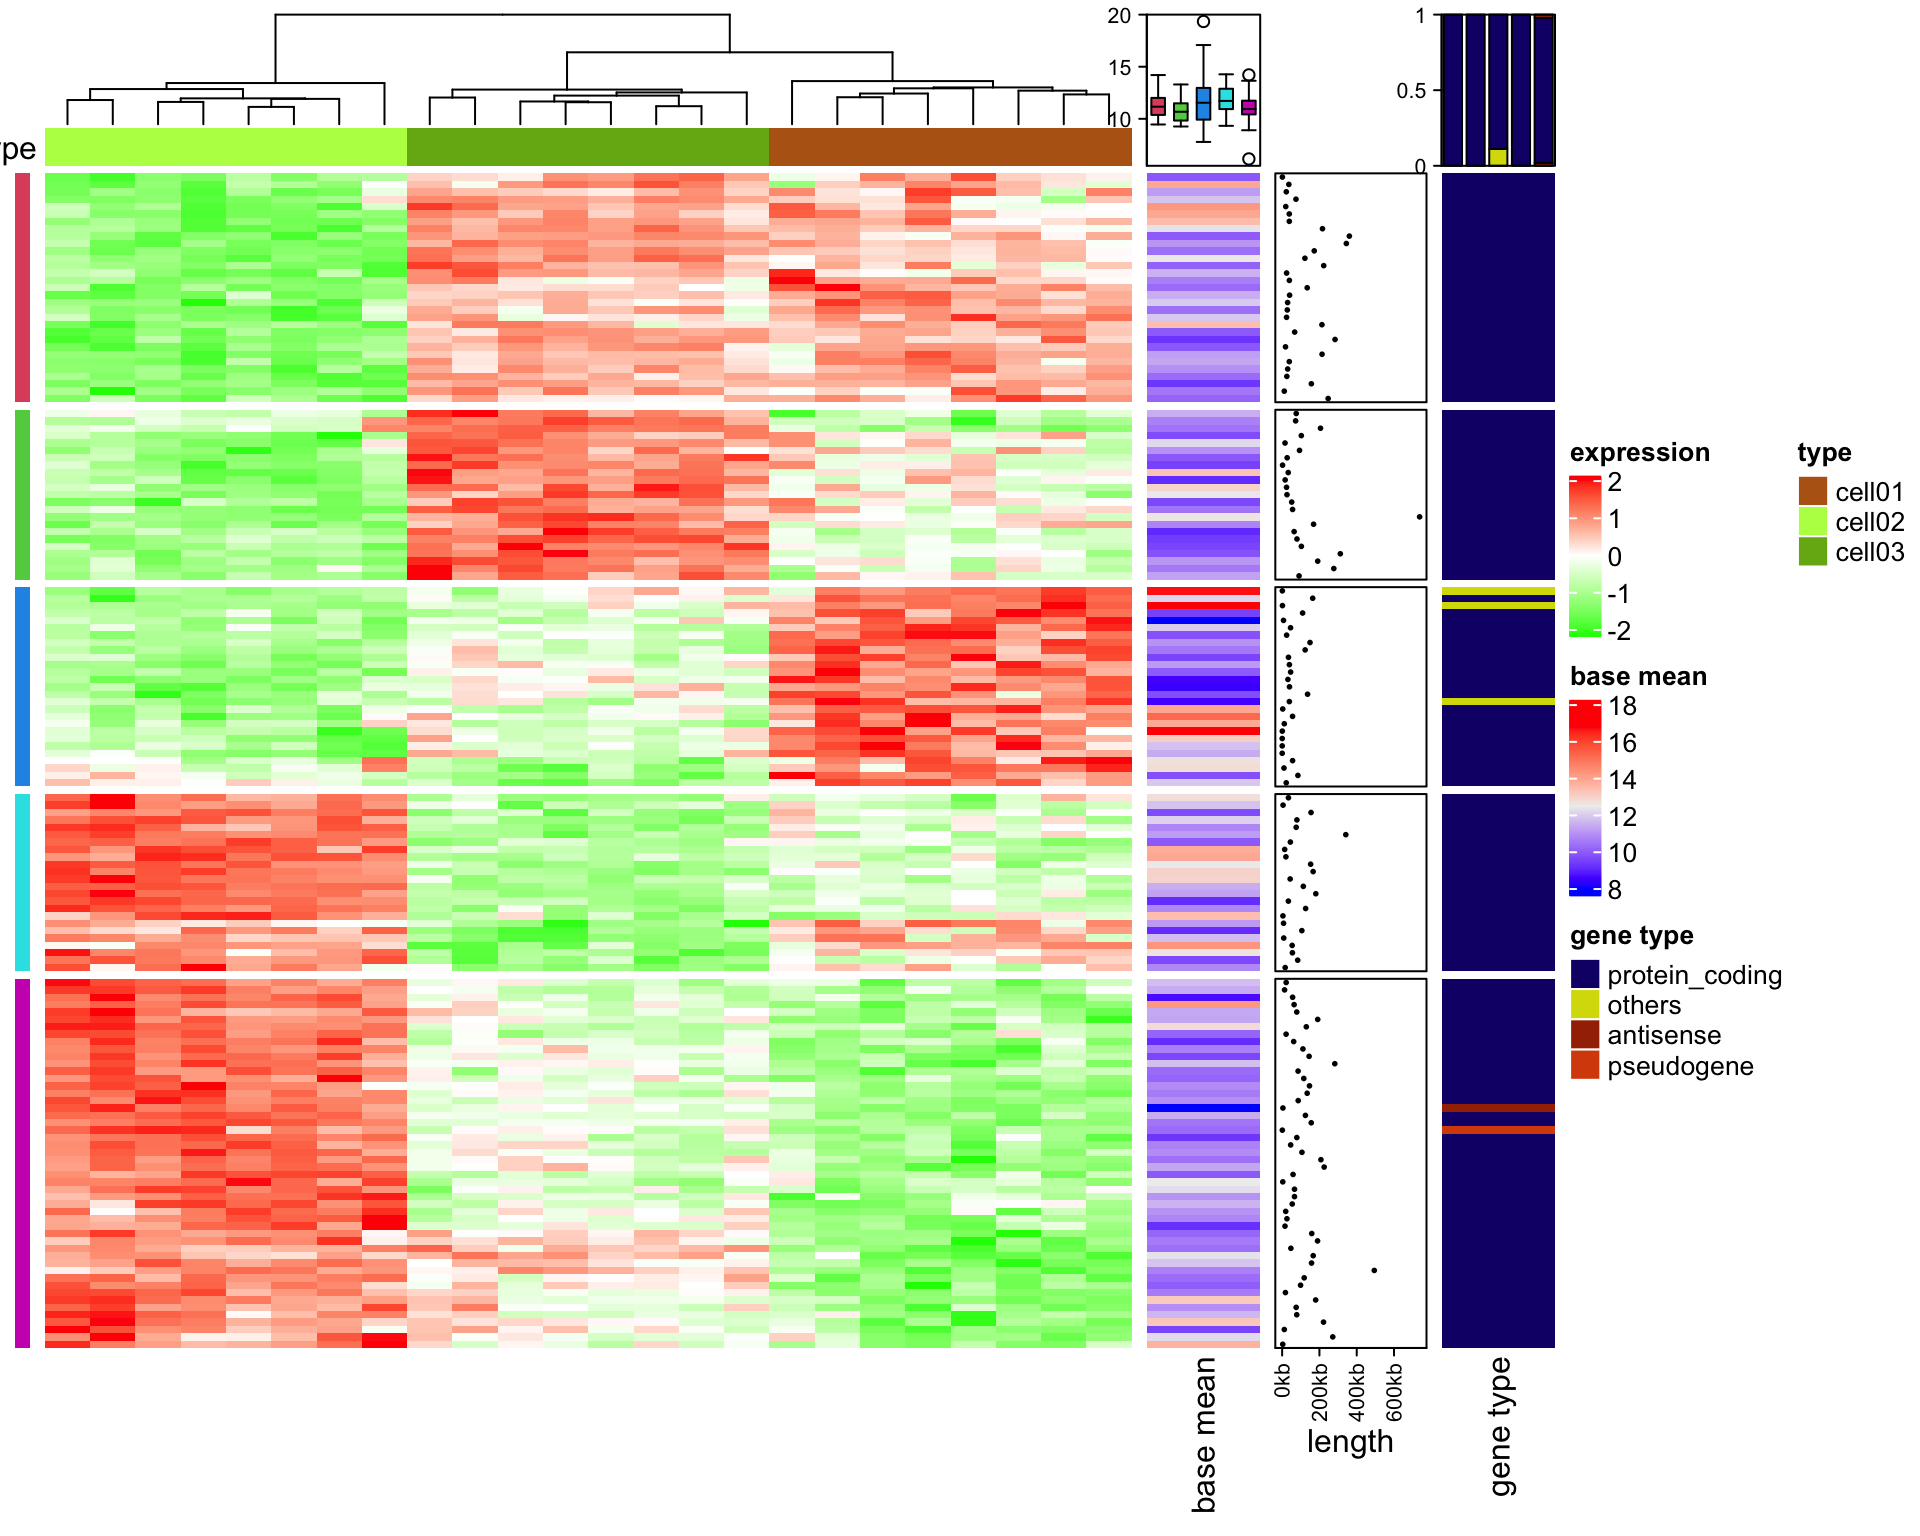 20
15
10
1
0.5
0
ype
expression
2
1
0
-1
-2
type
cell01
cell02
cell03
base mean
18
16
14
12
10
8
gene type
protein_coding
others
antisense
pseudogene
base mean
0kb
200kb
400kb
600kb
length
gene type